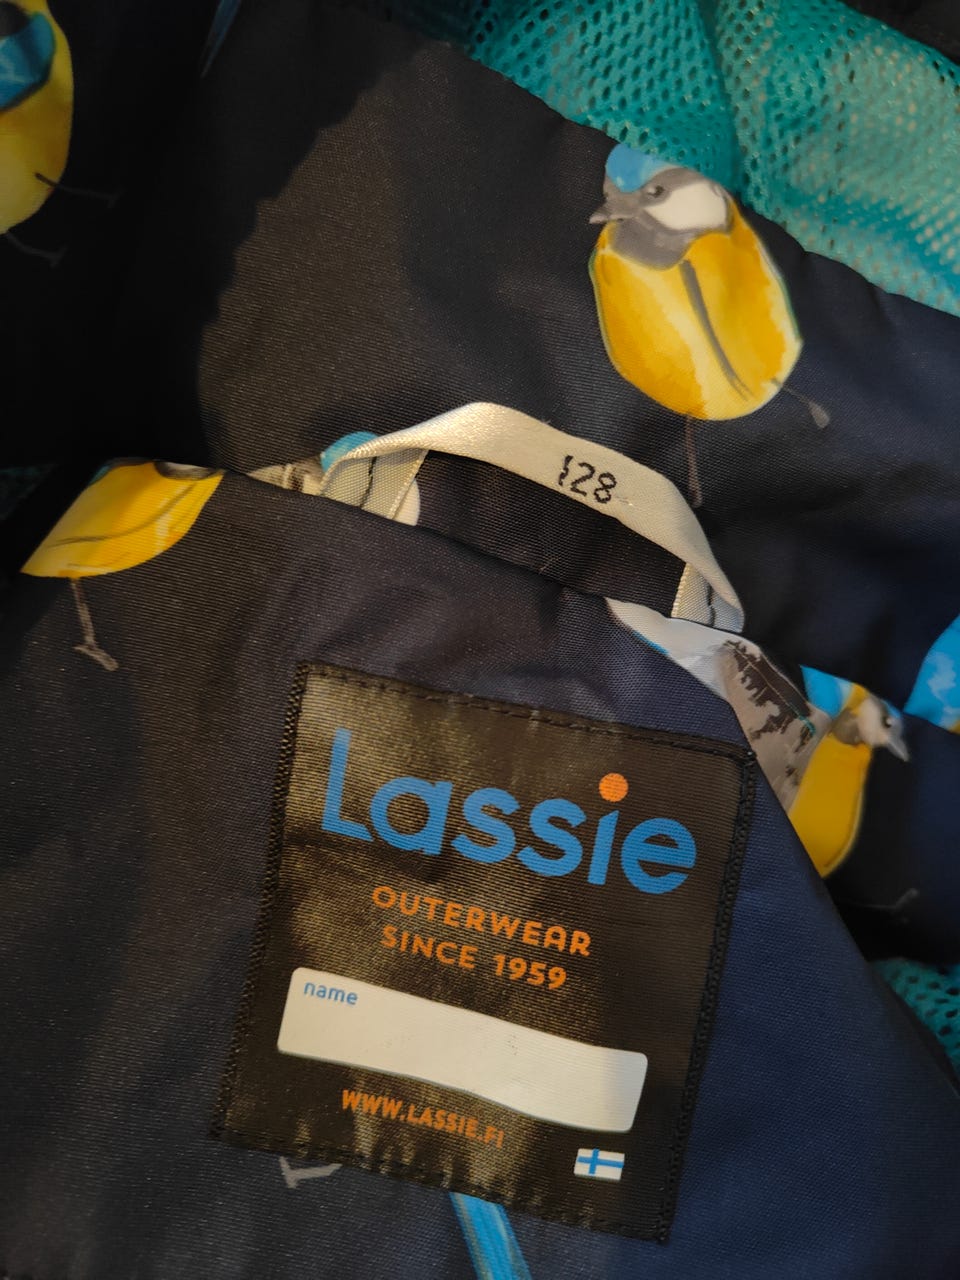 128
Lassie
OUTERWEAR
SINCE 1959
name
WWW.LASSIE.FI